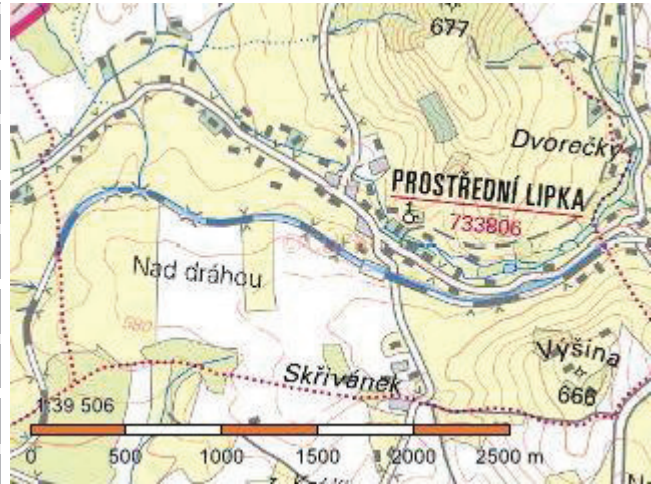 677
Dvorečky
PROSTŘEDNÍ LIPKA
733806
Nad dráhou
580
Výšina
Skřivánek
666
1:39 506
0 500 1000 1500 2000 2500 m